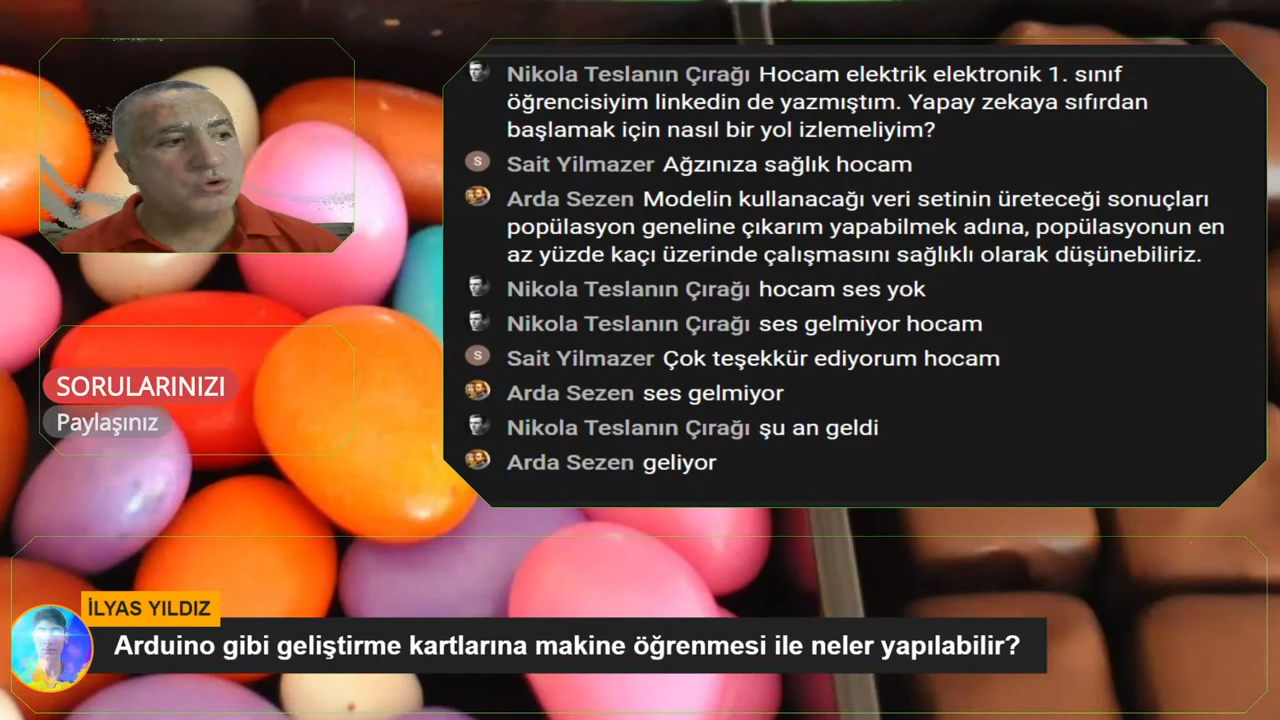 Nikola Teslanın Çırağı Hocam elektrik elektronik 1. sınıf
öğrencisiyim linkedin de yazmıştım. Yapay zekaya sıfırdan
başlamak için nasıl bir yol izlemeliyim?
S Sait Yilmazer Ağzınıza sağlık hocam
Arda Sezen Modelin kullanacağı veri setinin üreteceği sonuçları
popülasyon geneline çıkarım yapabilmek adına, popülasyonun en
az yüzde kaçı üzerinde çalışmasını sağlıklı olarak düşünebiliriz.
Nikola Teslanın Çırağı hocam ses yok
Nikola Teslanın Çırağı ses gelmiyor hocam
S Sait Yilmazer Çok teşekkür ediyorum hocam
Arda Sezen ses gelmiyor
Nikola Teslanın Çırağı şu an geldi
Arda Sezen geliyor
SORULARINIZI
Paylaşınız
İLYAS YILDIZ
Arduino gibi geliştirme kartlarına makine öğrenmesi ile neler yapılabilir?